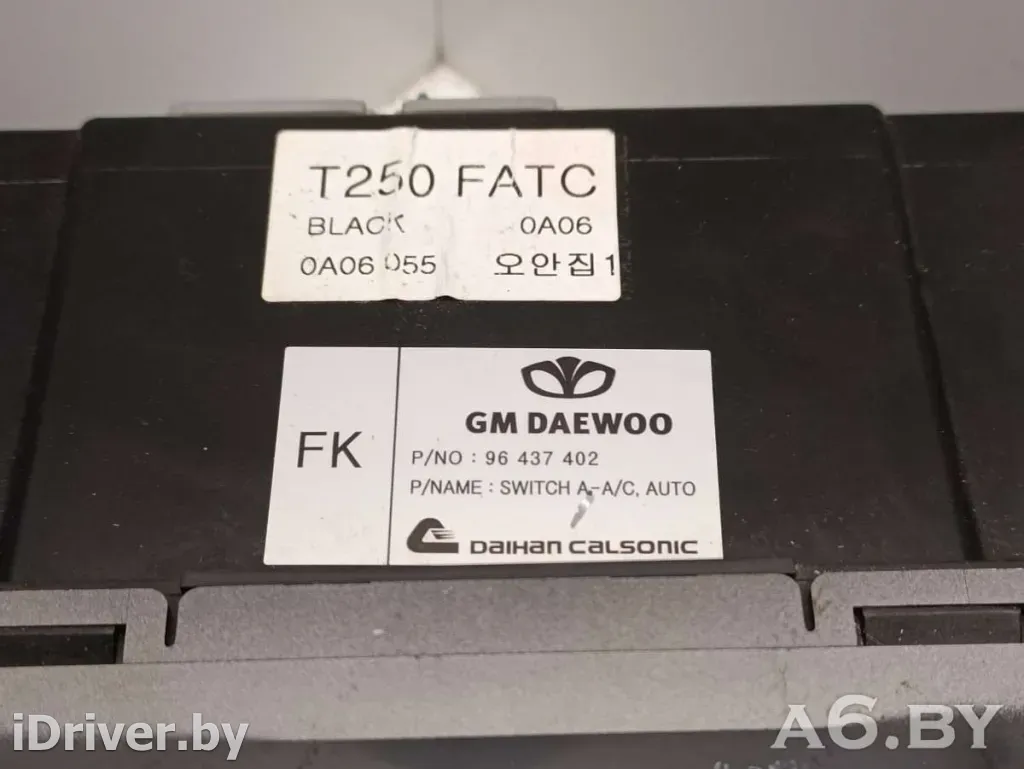 T250 FATC
BLACK 0A06
0A06 055 오안집1
FK
GM DAEWOO
P/NO : 96 437 402
P/NAME : SWITCH A-A/C, AUTO
DAIHAN CALSONIC
iDriver.by
A6.BY